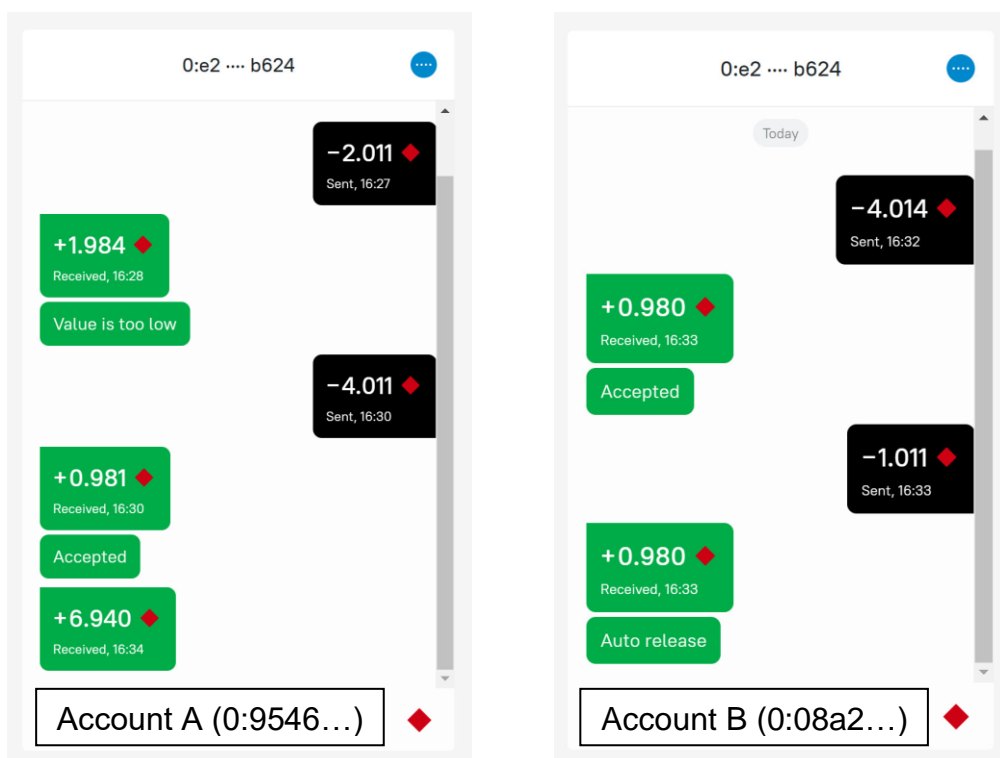 0:e2 ···· b624
−2.011
Sent, 16:27
+1.984
Received, 16:28
Value is too low
−4.011
Sent, 16:30
+0.981
Received, 16:30
Accepted
+6.940
Received, 16:34
Account A (0:9546…)
0:e2 ···· b624
Today
−4.014
Sent, 16:32
+0.980
Received, 16:33
Accepted
−1.011
Sent, 16:33
+0.980
Received, 16:33
Auto release
Account B (0:08a2…)